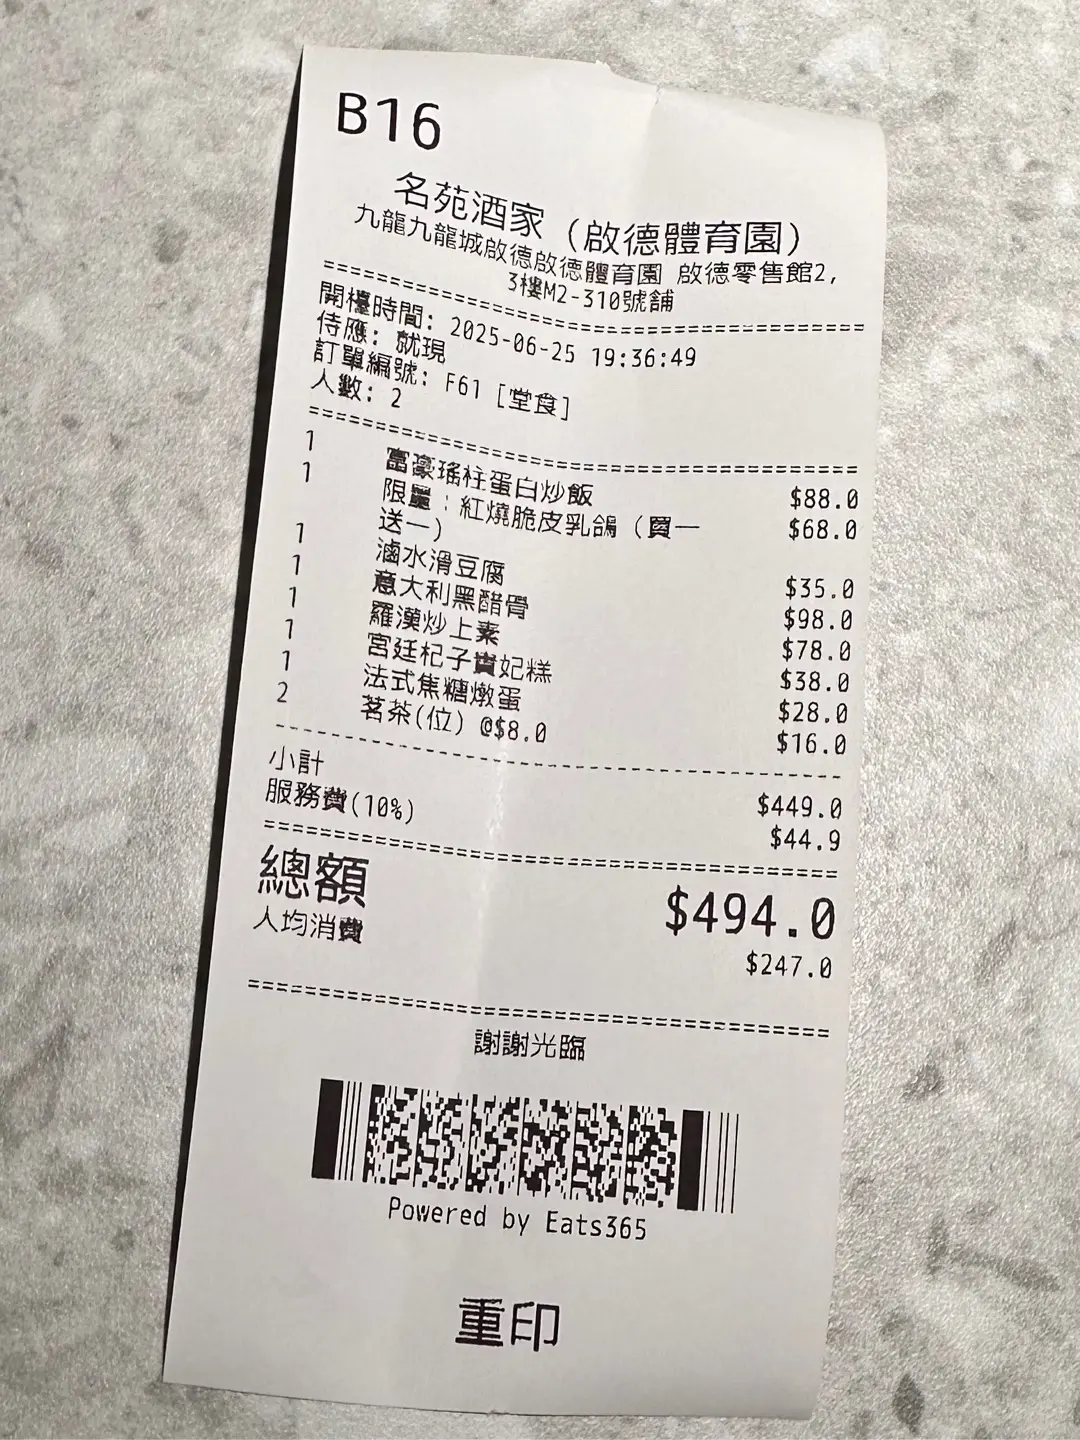 B16
名苑酒家（啟德體育園）
九龍九龍城啟德啟德體育園 啟德零售館2,
3樓M2-310號舖
開檯時間: 2025-06-25 19:36:49
侍應: 就現
訂單編號: F61 [堂食]
人數: 2
1 富豪瑤柱蛋白炒飯 $88.0
1 限量：紅燒脆皮乳鴿（買一 $68.0
送一）
1 滷水滑豆腐 $35.0
1 意大利黑醋骨 $98.0
1 羅漢炒上素 $78.0
1 宮廷杞子貴妃糕 $38.0
1 法式焦糖燉蛋 $28.0
2 茗茶(位) @$8.0 $16.0
小計 $449.0
服務費(10%) $44.9
總額 $494.0
人均消費 $247.0
謝謝光臨
Powered by Eats365
重印